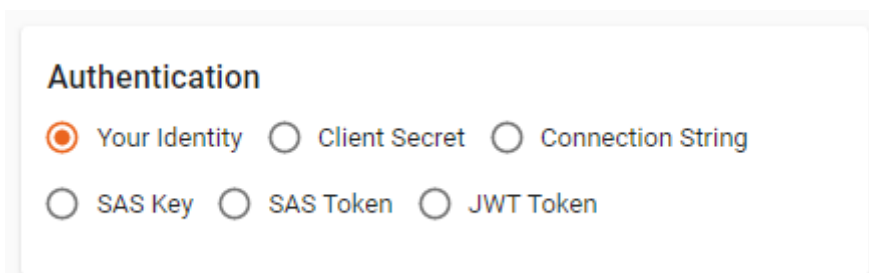 Authentication
Your Identity Client Secret Connection String
SAS Key SAS Token JWT Token